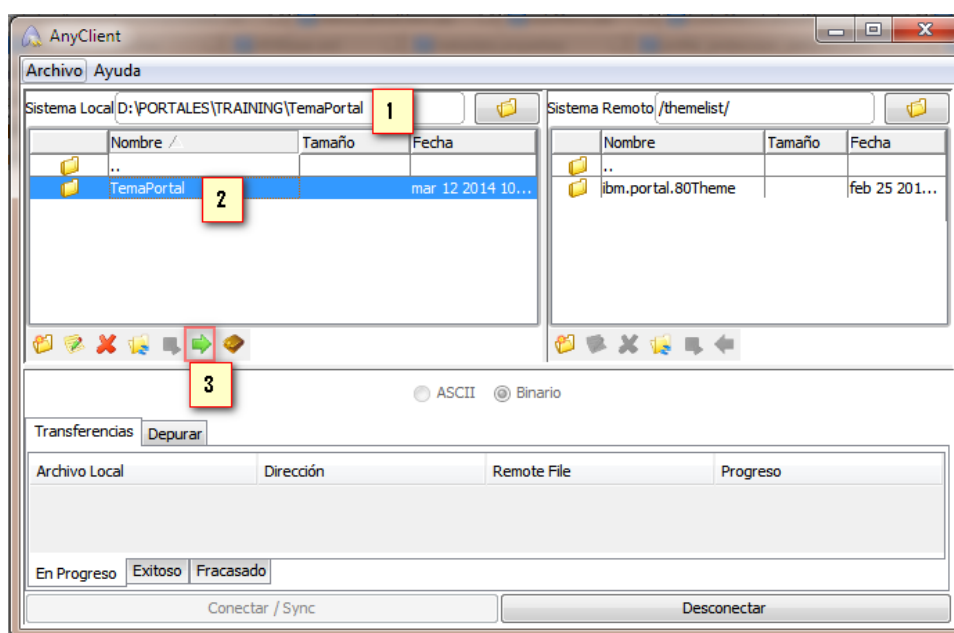 AnyClient
Archivo Ayuda
Sistema Local D:\PORTALES\TRAINING\TemaPortal 1
Sistema Remoto /themelist/
Nombre Tamaño Fecha
Nombre Tamaño Fecha
..
..
TemaPortal 2 mar 12 2014 10...
ibm.portal.80Theme feb 25 201...
3
ASCII Binario
Transferencias Depurar
Archivo Local Dirección Remote File Progreso
En Progreso Exitoso Fracasado
Conectar / Sync Desconectar